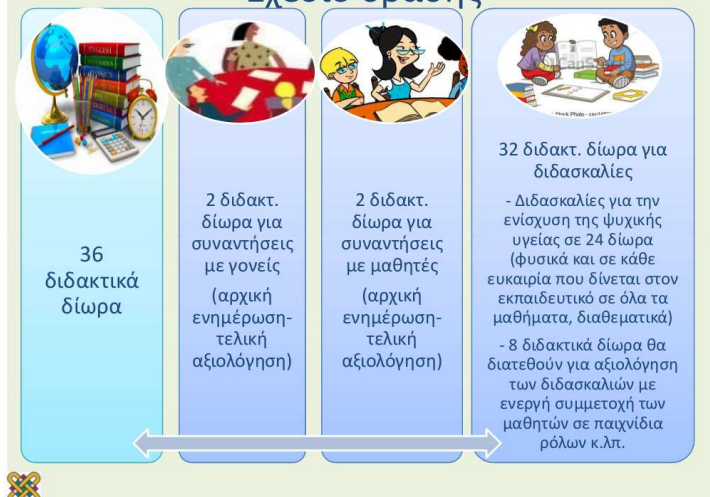 Σχέδιο δράσης
36
διδακτικά
δίωρα
2 διδακτ.
δίωρα για
συναντήσεις
με γονείς
(αρχική
ενημέρωση-
τελική
αξιολόγηση)
2 διδακτ.
δίωρα για
συναντήσεις
με μαθητές
(αρχική
ενημέρωση-
τελική
αξιολόγηση)
32 διδακτ. δίωρα για
διδασκαλίες
- Διδασκαλίες για την
ενίσχυση της ψυχικής
υγείας σε 24 δίωρα
(φυσικά και σε κάθε
ευκαιρία που δίνεται στον
εκπαιδευτικό σε όλα τα
μαθήματα, διαθεματικά)
- 8 διδακτικά δίωρα θα
διατεθούν για αξιολόγηση
των διδασκαλιών με
ενεργή συμμετοχή των
μαθητών σε παιχνίδια
ρόλων κ.λπ.